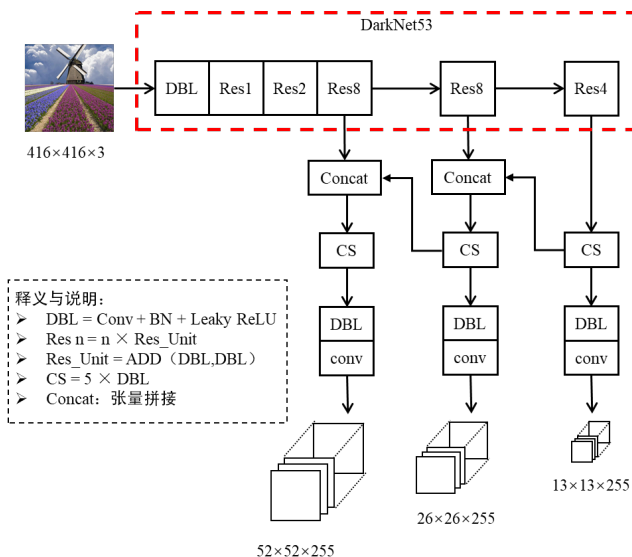 DarkNet53
DBL
Res1
Res2
Res8
Res8
Res4
416×416×3
Concat
Concat
CS
CS
CS
DBL
conv
DBL
conv
DBL
conv
释义与说明:
➢ DBL = Conv + BN + Leaky ReLU
➢ Res n = n × Res_Unit
➢ Res_Unit = ADD（DBL,DBL）
➢ CS = 5 × DBL
➢ Concat：张量拼接
13×13×255
26×26×255
52×52×255